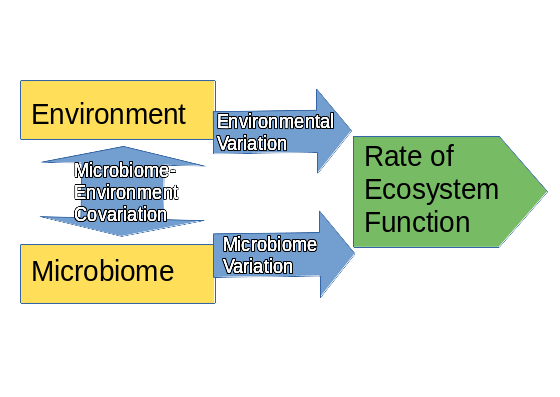 Environment
Environmental
Variation
Microbiome-
Environment
Covariation
Rate of
Ecosystem
Function
Microbiome
Microbiome
Variation